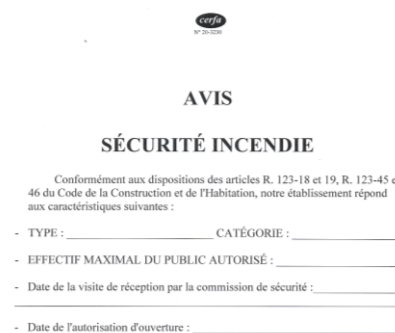 cerfa
N° 20-3230
AVIS
SÉCURITÉ INCENDIE
Conformément aux dispositions des articles R. 123-18 et 19, R. 123-45 e
46 du Code de la Construction et de l'Habitation, notre établissement répond
aux caractéristiques suivantes :
- TYPE : CATÉGORIE :
- EFFECTIF MAXIMAL DU PUBLIC AUTORISÉ :
- Date de la visite de réception par la commission de sécurité :
- Date de l'autorisation d'ouverture :